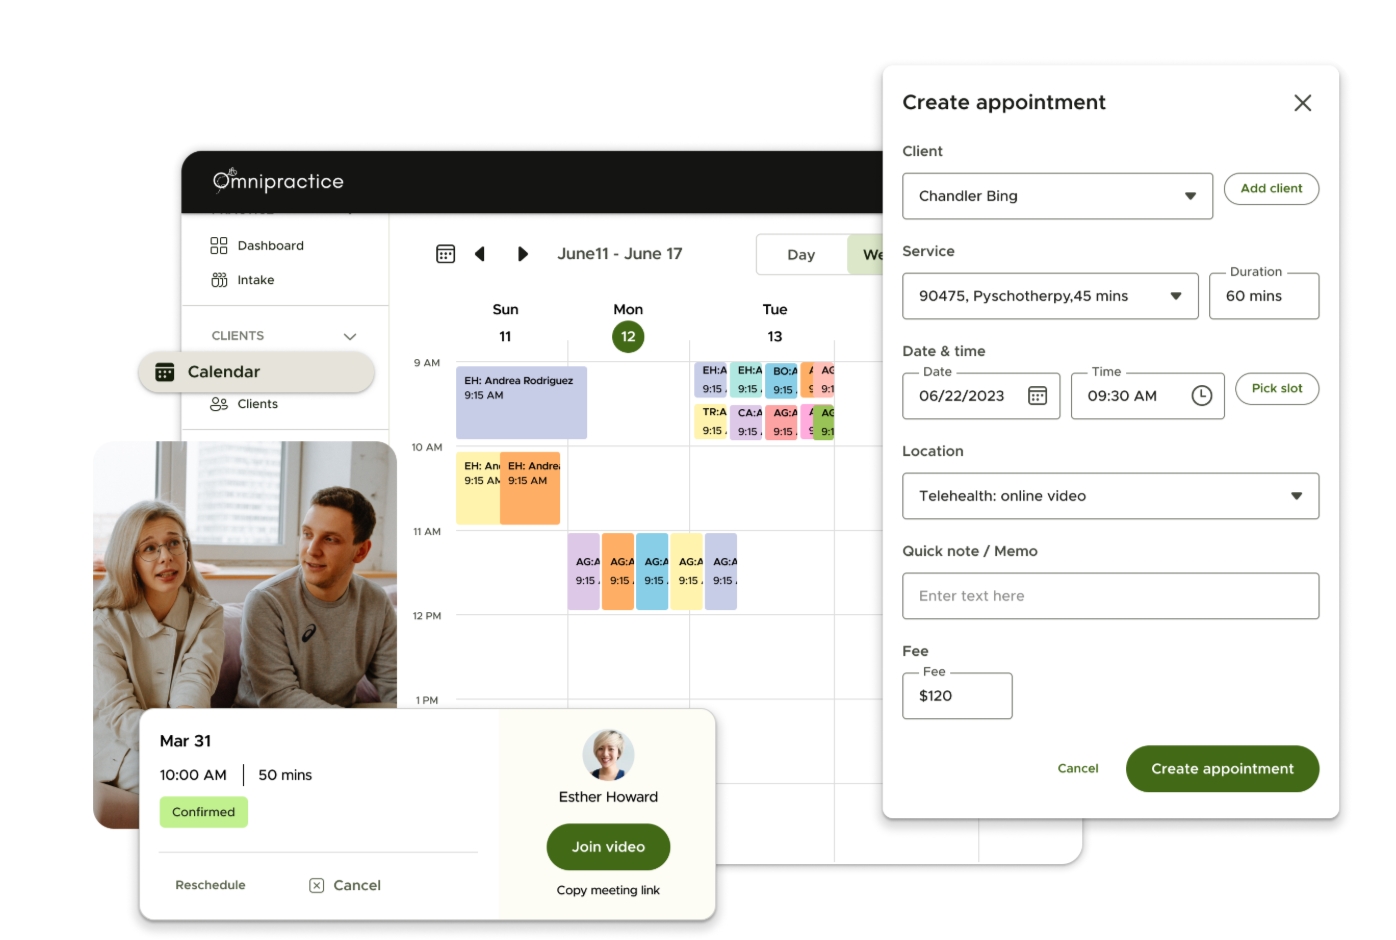 Omnipractice
Dashboard
Intake
CLIENTS
Calendar
Clients
June11 - June 17
Day
Sun
Mon
Tue
11
12
13
9 AM
10 AM
11 AM
12 PM
1 PM
EH: Andrea Rodriguez
9:15 AM
EH: An
9:15 AM
EH: Andrea
9:15 AM
EH:A
9:15
EH:A
9:15
BO:A
9:15
AG
9:1
TR:A
9:15
CA:A
9:15
AG:A
9:15
AG
9:1
AG:A
9:15
AG:A
9:15
AG:A
9:15
AG:A
9:15
AG:A
9:15
Mar 31
10:00 AM
50 mins
Confirmed
Reschedule
Cancel
Esther Howard
Join video
Copy meeting link
Create appointment
Client
Chandler Bing
Add client
Service
90475, Pyschotherpy,45 mins
Duration
60 mins
Date & time
Date
06/22/2023
Time
09:30 AM
Pick slot
Location
Telehealth: online video
Quick note / Memo
Enter text here
Fee
Fee
$120
Cancel
Create appointment